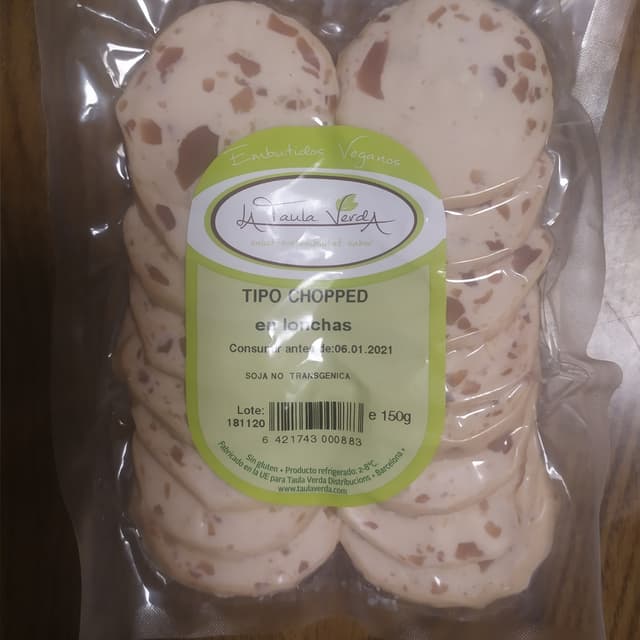 Embutidos Veganos
LA Taula VerdA
TIPO CHOPPED
en lonchas
Consumir antes de:06.01.2021
SOJA NO TRANSGENICA
Lote:
181120
e 150g
6 421743 000883
Sin gluten • Producto refrigerado: 2-8ºC.
Fabricado en la UE para Taula Verda Distribucions • Barcelona •
www.taulaverda.com